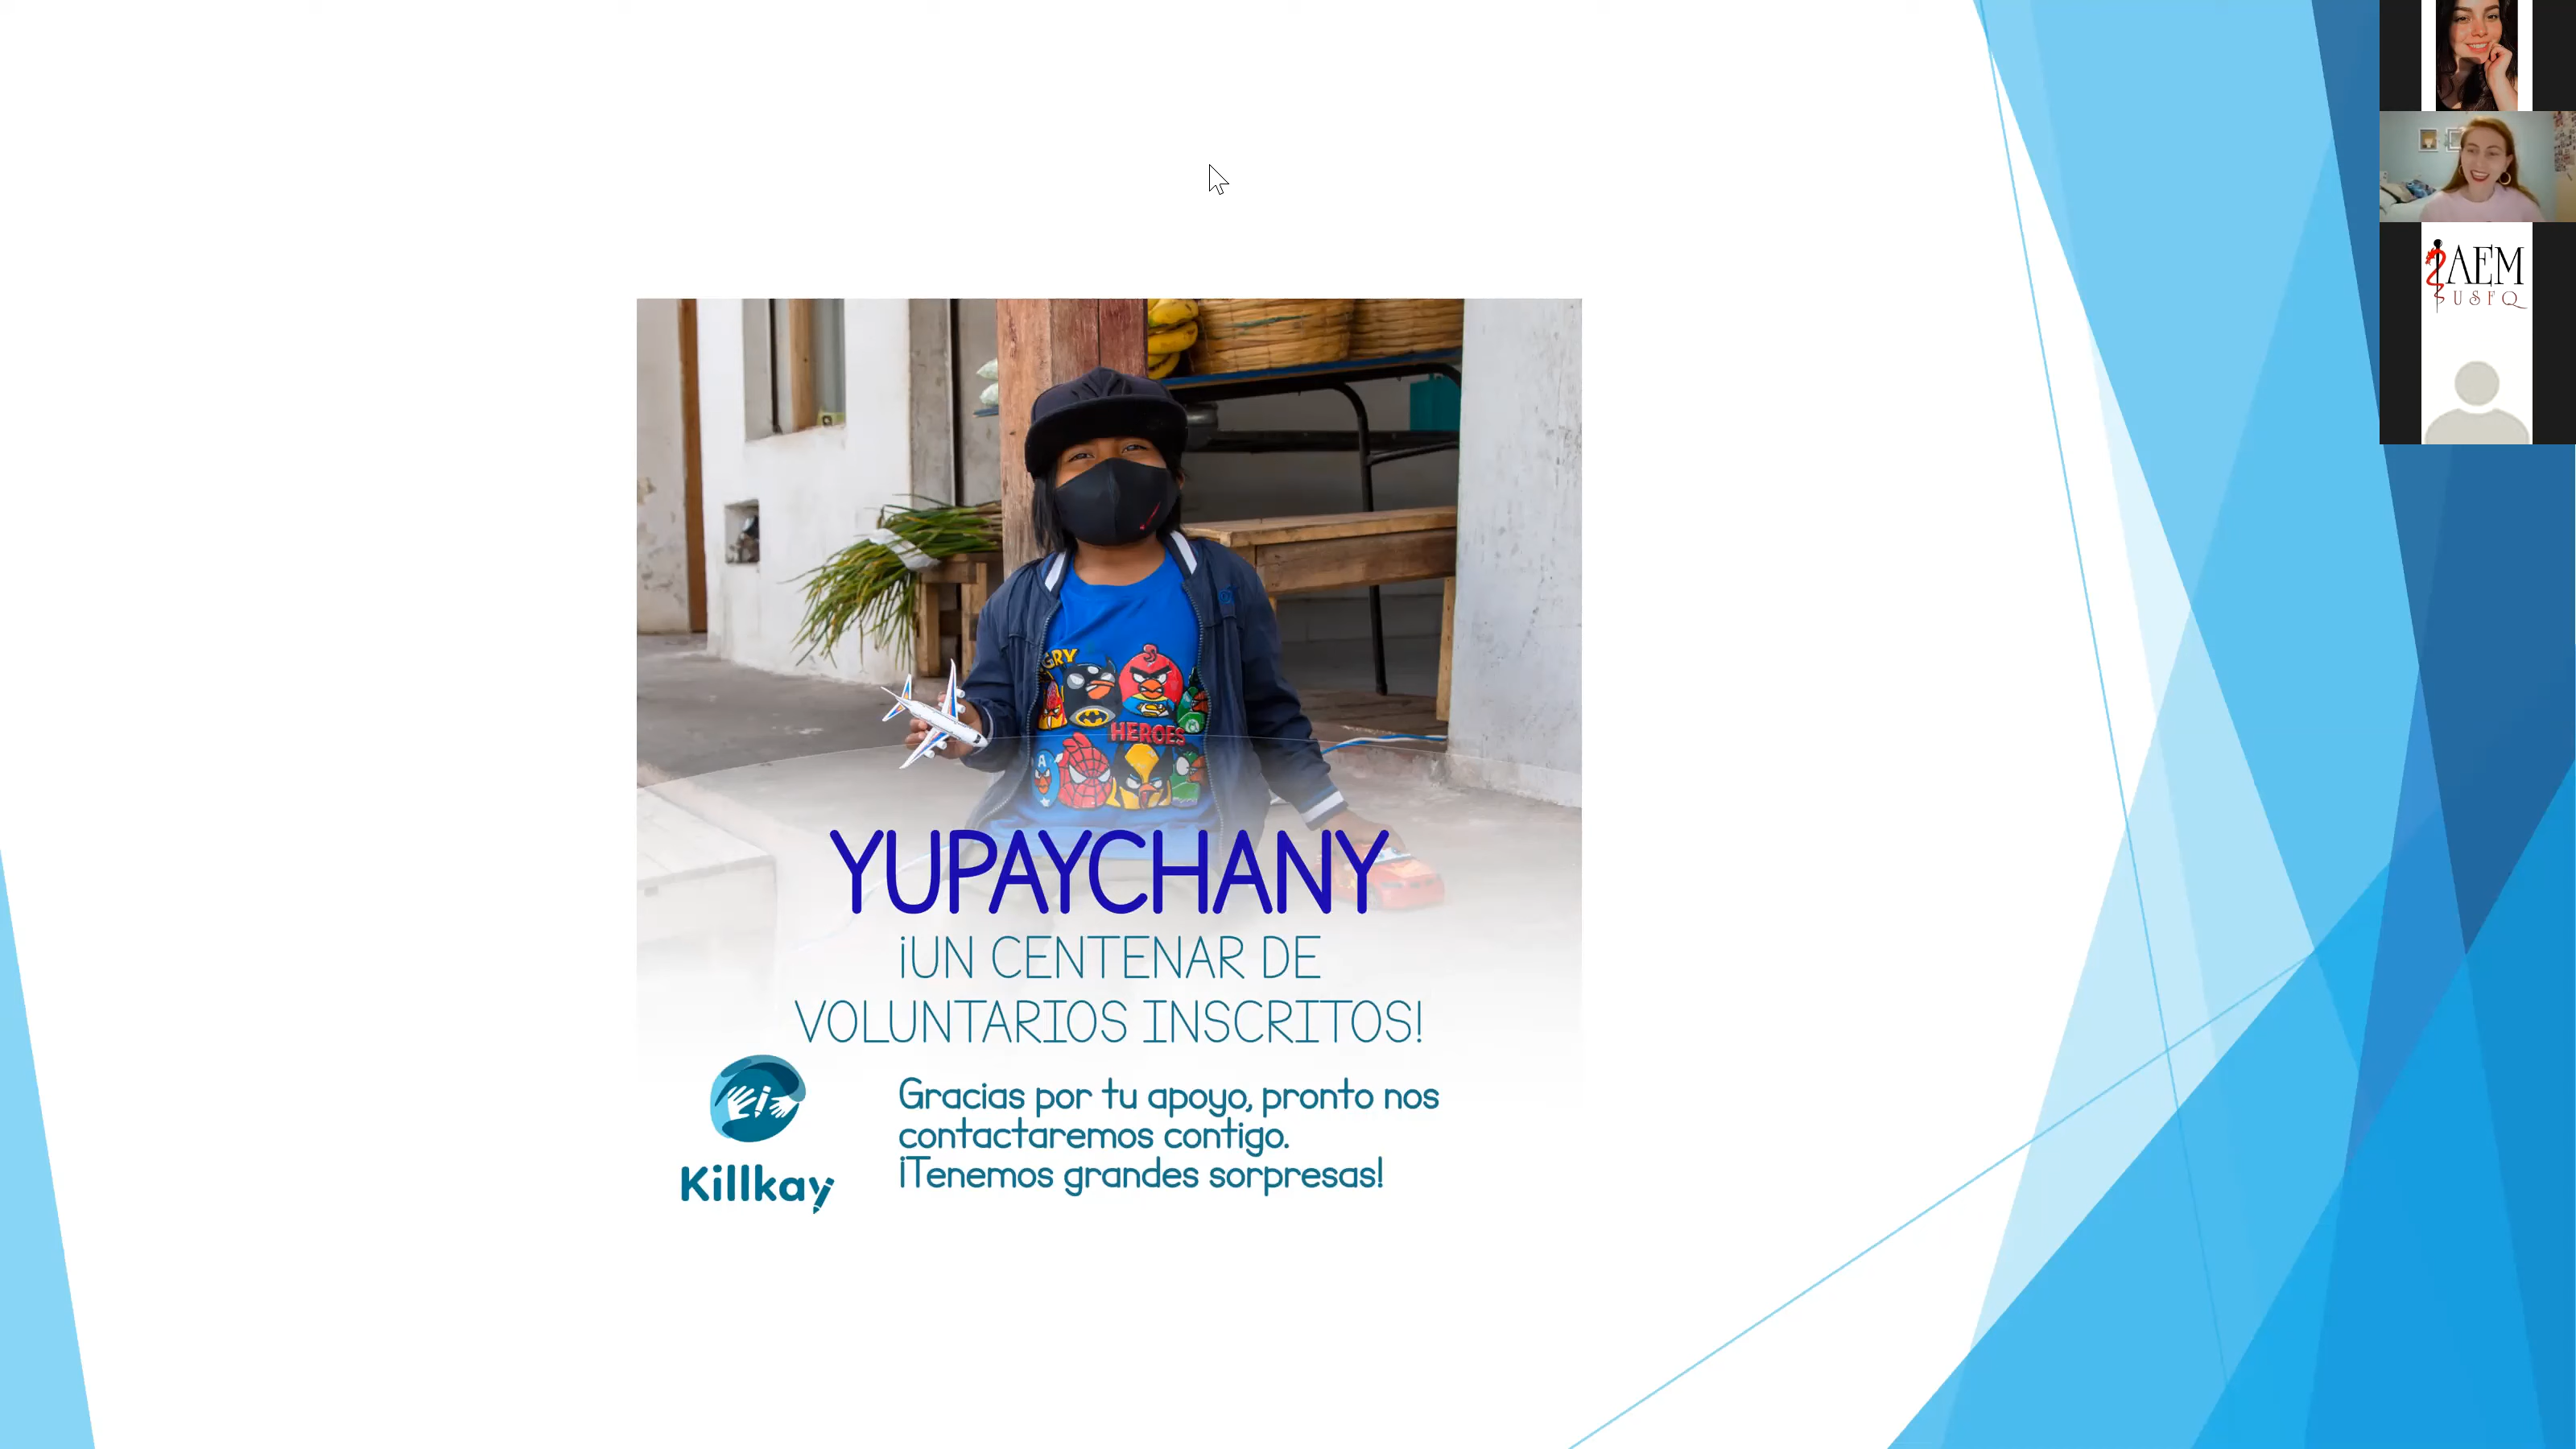 AEM
USFQ
GRY
HEROES
YUPAYCHANY
¡UN CENTENAR DE
VOLUNTARIOS INSCRITOS!
Gracias por tu apoyo, pronto nos
contactaremos contigo.
¡Tenemos grandes sorpresas!
Killkay